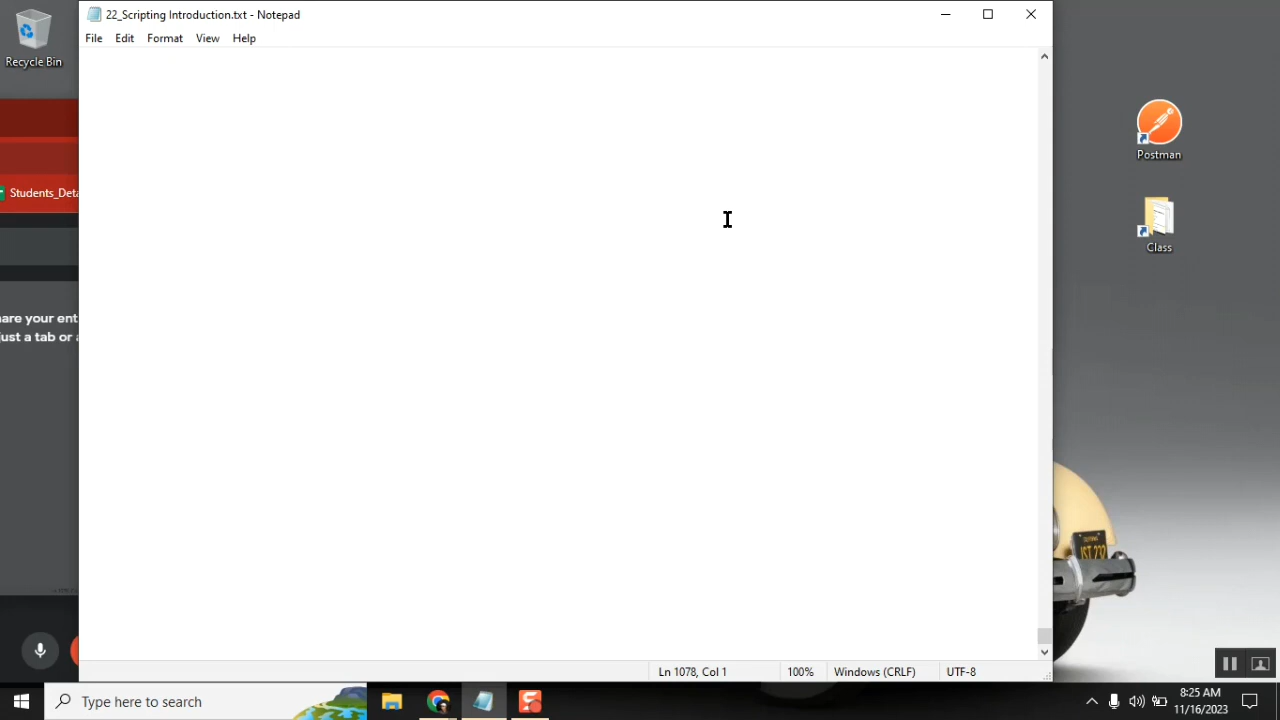 22_Scripting Introduction.txt - Notepad
File Edit Format View Help
Recycle Bin
Students_Deta
are your ent
just a tab or a
Postman
Class
Ln 1078, Col 1
100%
Windows (CRLF)
UTF-8
Type here to search
8:25 AM
11/16/2023